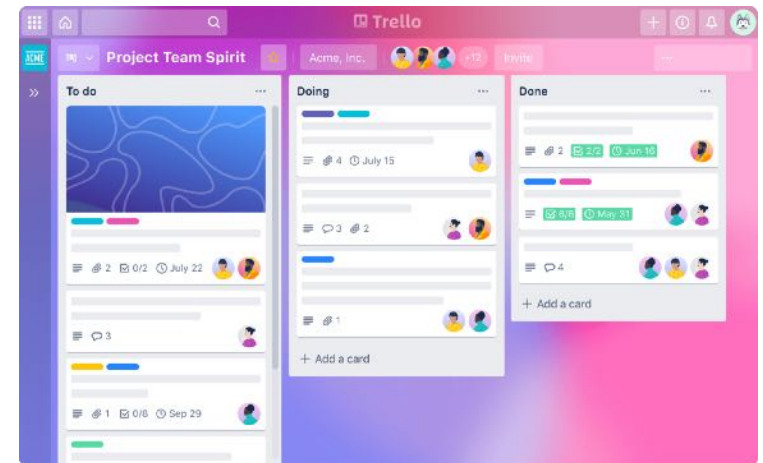 Trello
ACME
Project Team Spirit
Acme, Inc.
+12
Invite
...
»
To do
...
2 0/2 July 22
3
1 0/8 Sep 29
Doing
...
4 July 15
3 2
1
+ Add a card
Done
...
2 2/2 Jun 16
6/6 May 31
4
+ Add a card